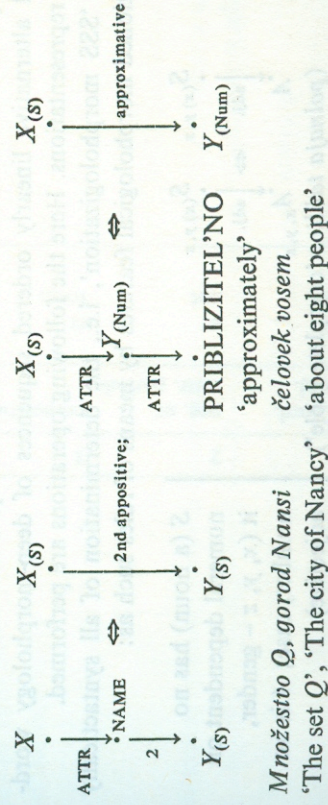 X X(S) X(S) X(S)
ATTR ATTR
NAME ⇔ 2nd appositive; Y(Num) ⇔ approximative
2 ATTR
Y(S) Y(S) PRIBLIZITEL'NO Y(Num)
‘approximately’
Množestvo Q, gorod Nansi čelovek vosem
‘The set Q’, ‘The city of Nancy’ ‘about eight people’